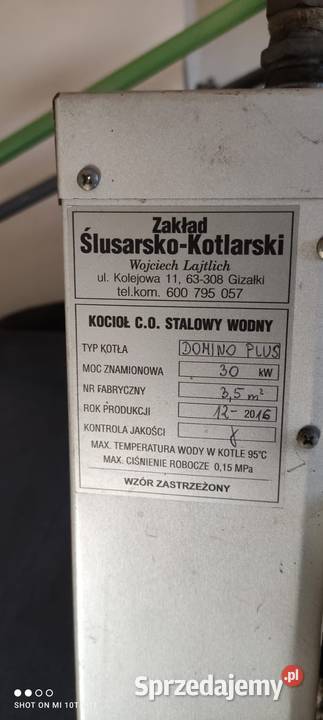 Zakład
Ślusarsko-Kotlarski
Wojciech Lajtlich
ul. Kolejowa 11, 63-308 Gizałki
tel.kom. 600 795 057
KOCIOŁ C.O. STALOWY WODNY
TYP KOTŁA DOMINO PLUS
MOC ZNAMIONOWA 30 kW
NR FABRYCZNY 3,5 m²
ROK PRODUKCJI 12-2016
KONTROLA JAKOŚCI
MAX. TEMPERATURA WODY W KOTLE 95°C
MAX. CIŚNIENIE ROBOCZE 0,15 MPa
WZÓR ZASTRZEŻONY
SHOT ON MI 10T
Sprzedajemy.pl